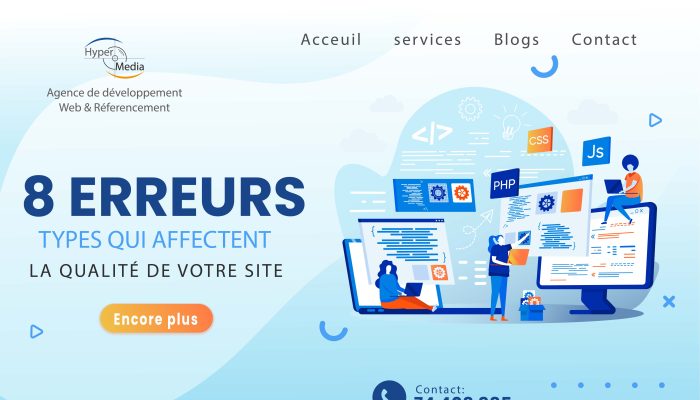 Acceuil services Blogs Contact
Hyper
Media
Agence de développement
Web & Réferencement
8 ERREURS
TYPES QUI AFFECTENT
LA QUALITÉ DE VOTRE SITE
Encore plus
</>
CSS
Js
PHP
Contact: